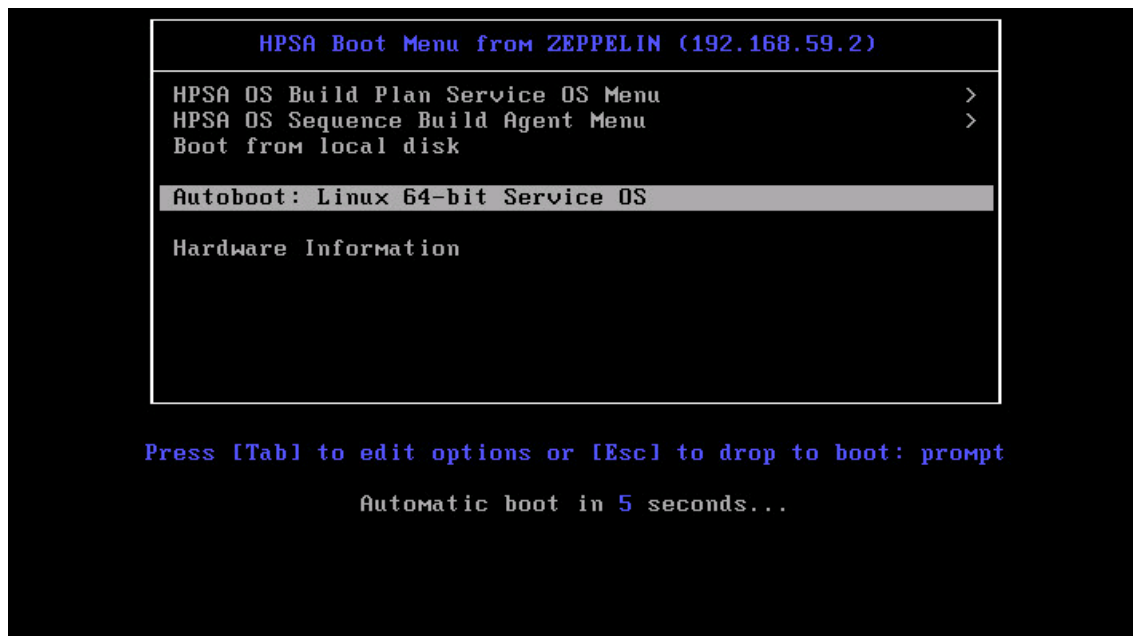 HPSA Boot Menu from ZEPPELIN (192.168.59.2)
HPSA OS Build Plan Service OS Menu >
HPSA OS Sequence Build Agent Menu >
Boot from local disk
Autoboot: Linux 64-bit Service OS
Hardware Information
Press [Tab] to edit options or [Esc] to drop to boot: prompt
Automatic boot in 5 seconds...